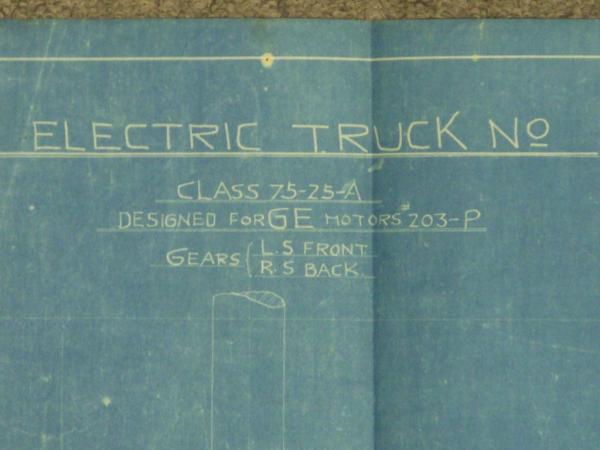 ELECTRIC TRUCK Nº
CLASS 75-25-A
DESIGNED FOR GE MOTORS # 203-P
GEARS { L.S FRONT
R.S BACK.